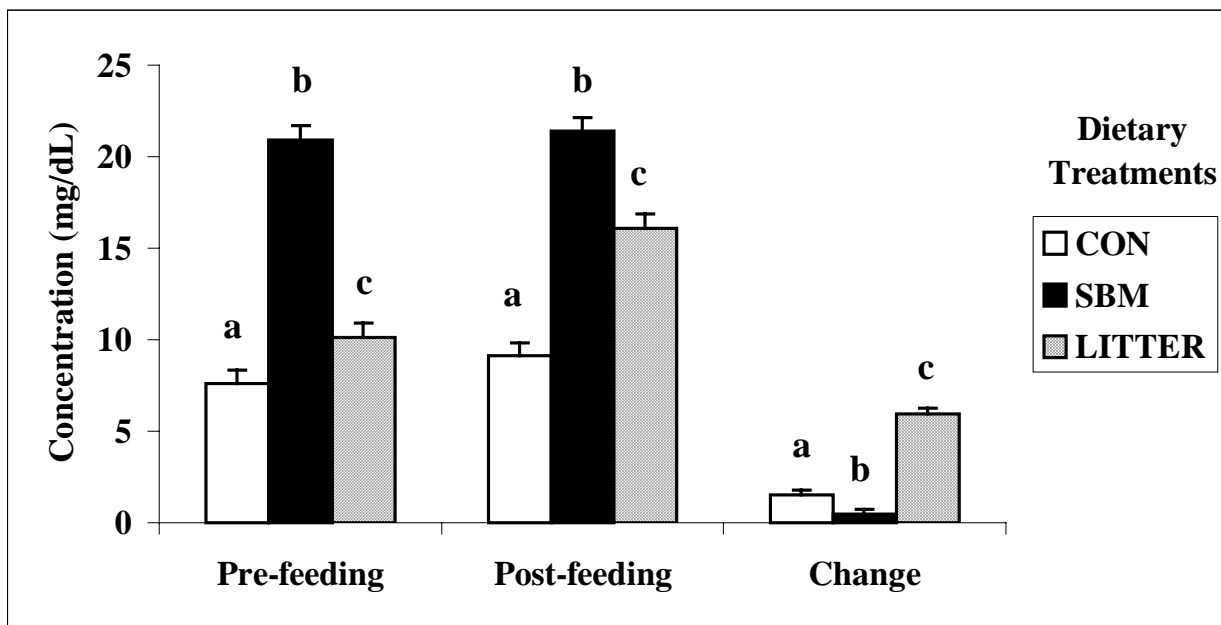 Concentration (mg/dL)
25
20
15
10
5
0
a
b
c
a
b
c
a
b
c
Pre-feeding
Post-feeding
Change
Dietary
Treatments
CON
SBM
LITTER